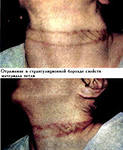 Отражение в странгуляционной борозде свойств
материала петли